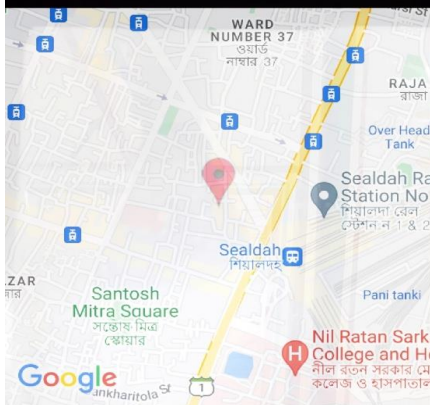 WARD
NUMBER 37
ওয়ার্ড
নাম্বার 37
RAJA
রাজা
Over Head
Tank
Sealdah Ra
Station No
শিয়ালদা রেল
স্টেশন ন 1 & 2
Sealdah
শিয়ালদহ
Pani tanki
Santosh
Mitra Square
সন্তোষ মিত্র
স্কোয়ার
Nil Ratan Sark
College and H
নীল রতন সরকার মে
কলেজ ও হাসপাতাল
H
Google
ankharitola St
1